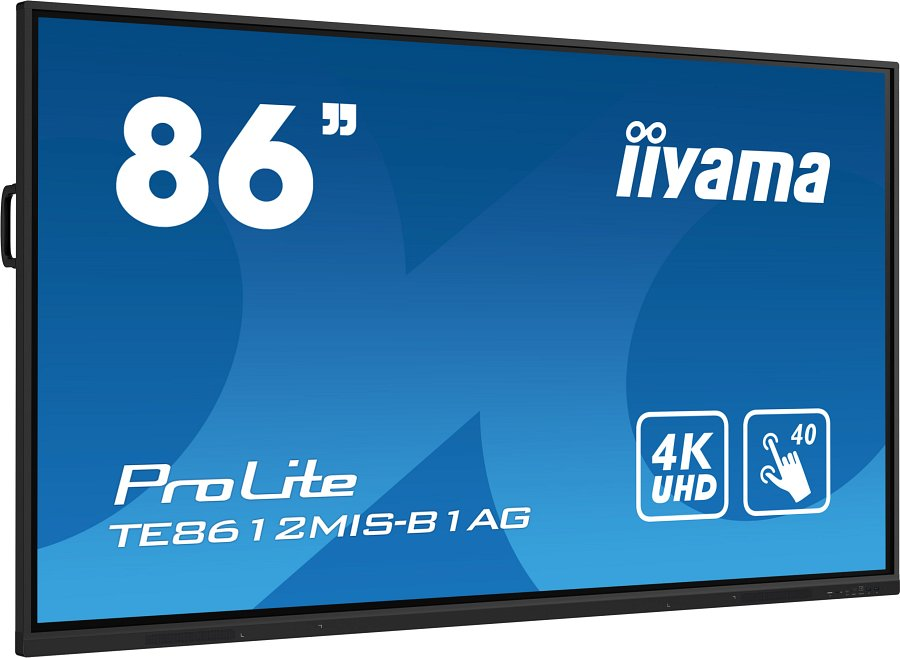 86”
iiyama
4K
UHD
40
ProLite
TE8612MIS-B1AG